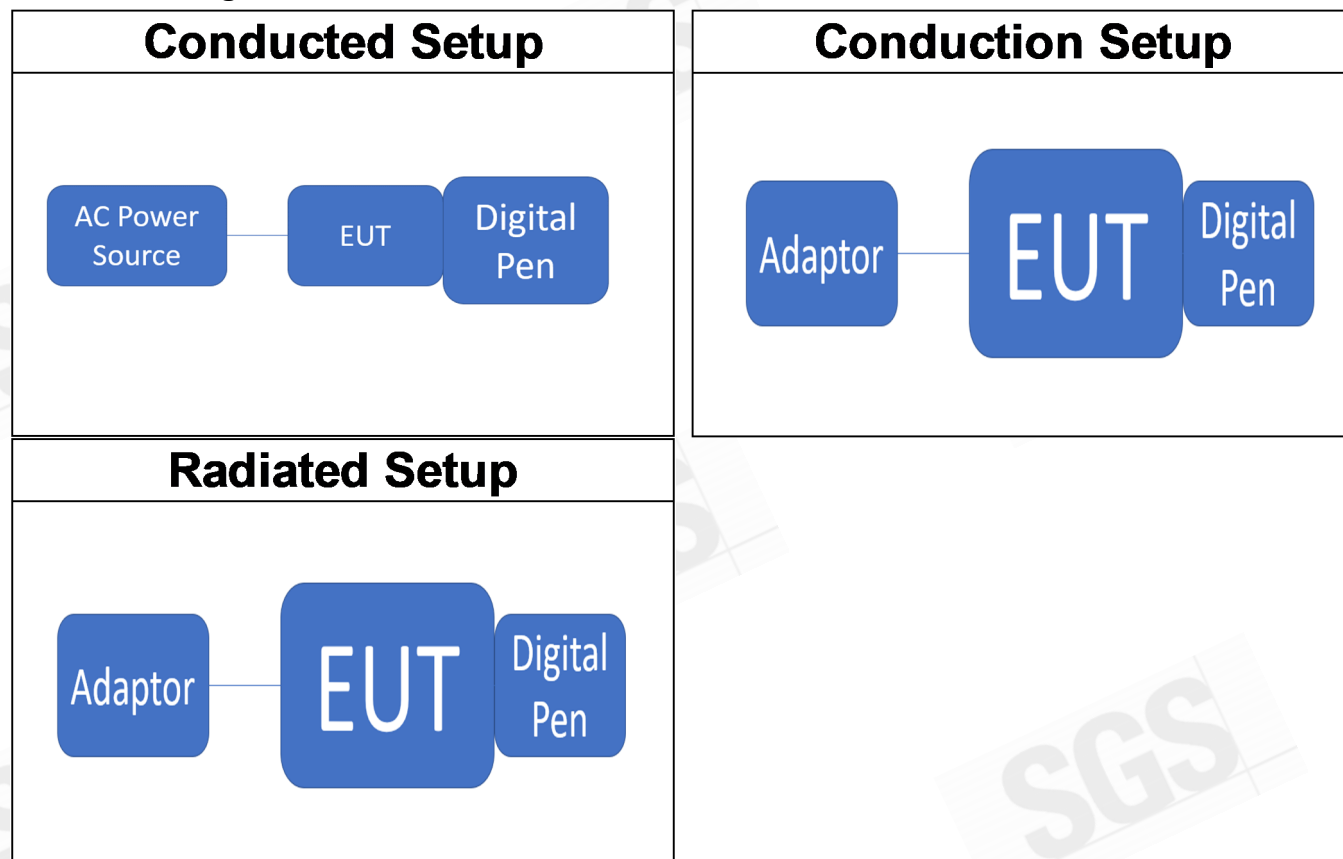 Conducted Setup
AC Power
Source
EUT
Digital
Pen
Conduction Setup
Adaptor
EUT
Digital
Pen
Radiated Setup
Adaptor
EUT
Digital
Pen
SGS